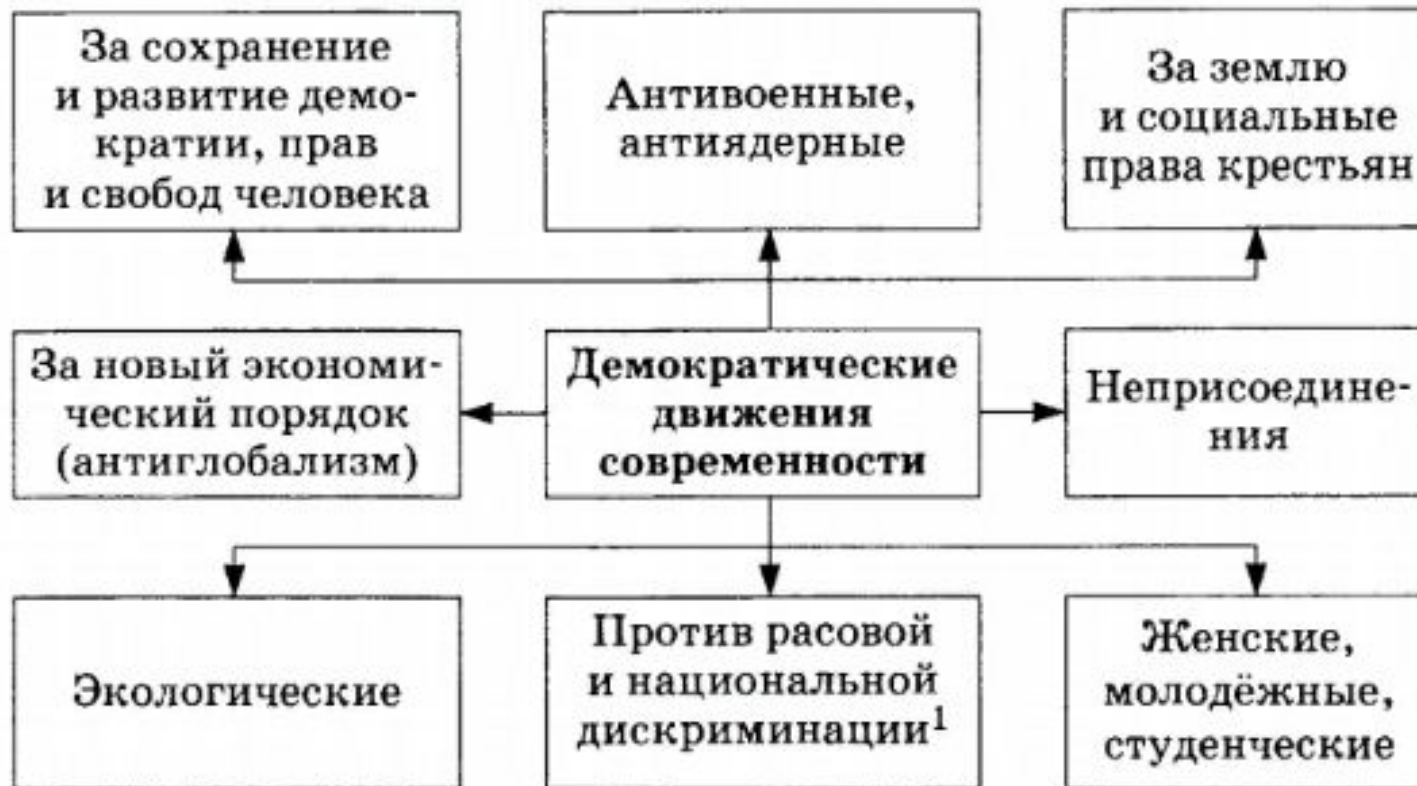 За сохранение
и развитие демо-
кратии, прав
и свобод человека
Антивоенные,
антиядерные
За землю
и социальные
права крестьян
За новый экономи-
ческий порядок
(антиглобализм)
Демократические
движения
современности
Неприсоедине-
ния
Экологические
Против расовой
и национальной
дискриминации¹
Женские,
молодёжные,
студенческие